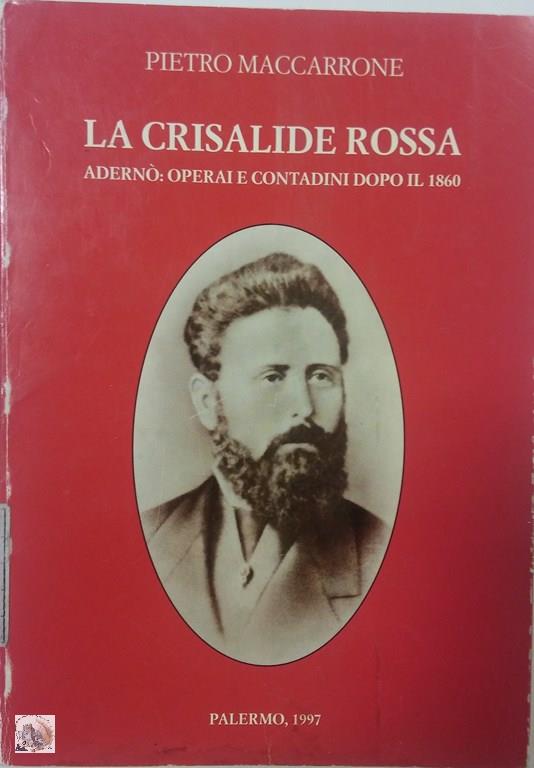 PIETRO MACCARRONE
LA CRISALIDE ROSSA
ADERNÒ: OPERAI E CONTADINI DOPO IL 1860
PALERMO, 1997